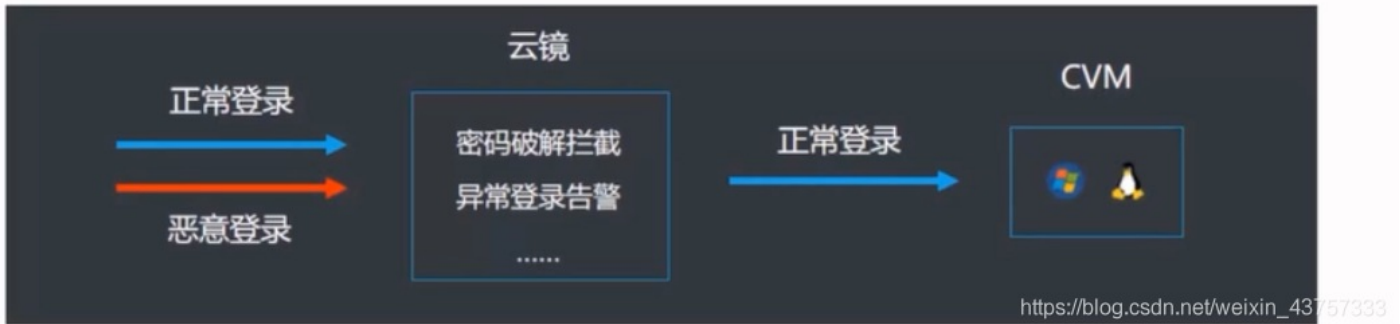 云镜
CVM
正常登录
密码破解拦截
正常登录
异常登录告警
恶意登录
......
https://blog.csdn.net/weixin_43757333